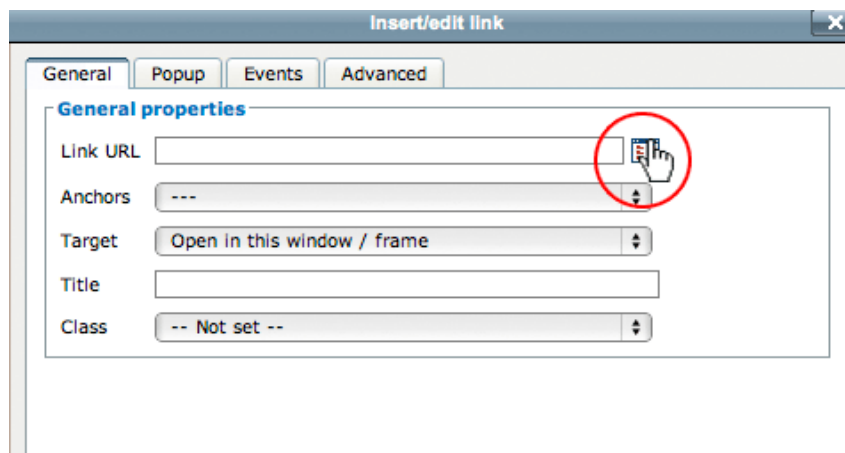 Insert/edit link
General Popup Events Advanced
General properties
Link URL
Anchors ---
Target Open in this window / frame
Title
Class -- Not set --